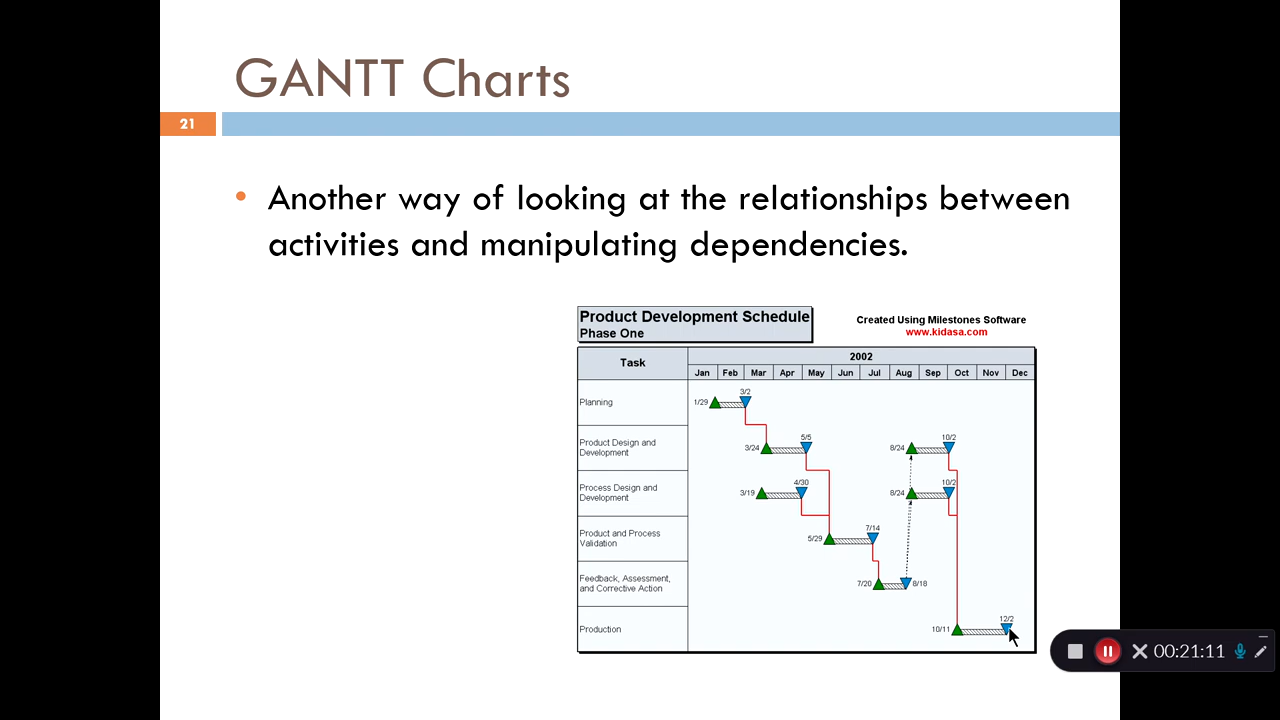 GANTT Charts
21
• Another way of looking at the relationships between
activities and manipulating dependencies.
Product Development Schedule
Phase One
Created Using Milestones Software
www.kidasa.com
Task
2002
Jan Feb Mar Apr May Jun Jul Aug Sep Oct Nov Dec
Planning
1/29
3/2
Product Design and
Development
3/24
5/5
8/24
10/2
Process Design and
Development
3/19
4/30
8/24
10/2
Product and Process
Validation
5/29
7/14
Feedback, Assessment,
and Corrective Action
7/20
8/18
Production
10/11
12/2
00:21:11